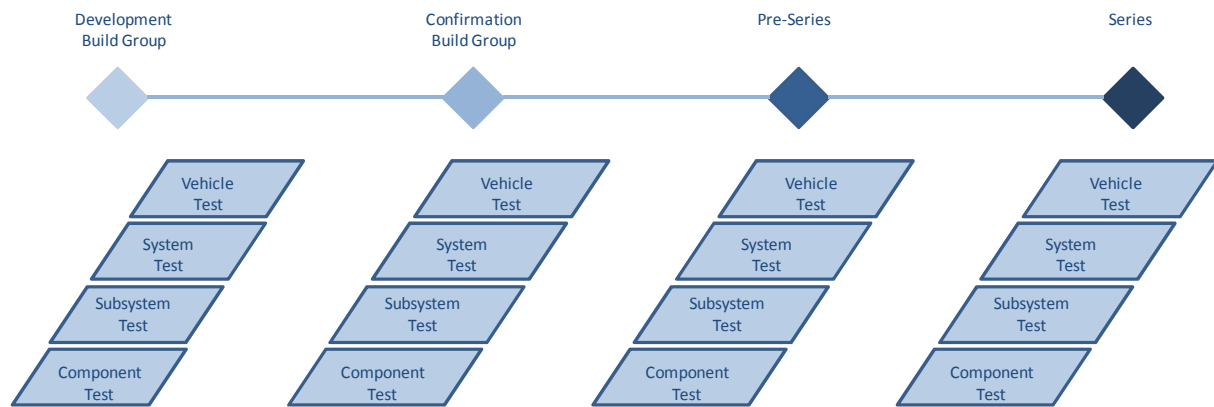 Development
Build Group
Confirmation
Build Group
Pre-Series
Series
Vehicle
Test
Vehicle
Test
Vehicle
Test
Vehicle
Test
System
Test
System
Test
System
Test
System
Test
Subsystem
Test
Subsystem
Test
Subsystem
Test
Subsystem
Test
Component
Test
Component
Test
Component
Test
Component
Test